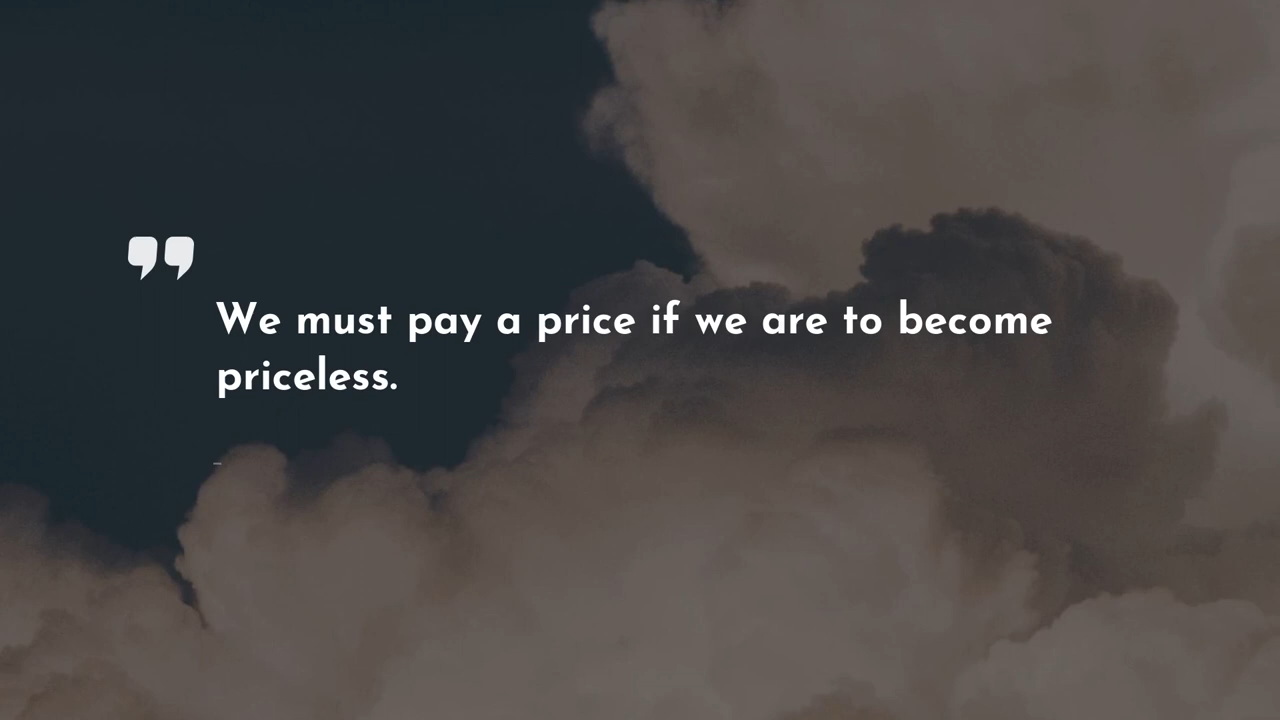 ❞
We must pay a price if we are to become
priceless.
–